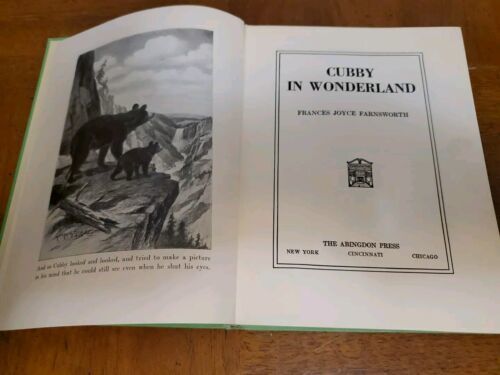 And so Cubby looked and looked, and tried to make a picture
in his mind that he could still see even when he shut his eyes.
CUBBY
IN WONDERLAND
FRANCES JOYCE FARNSWORTH
THE ABINGDON PRESS
NEW YORK CINCINNATI CHICAGO